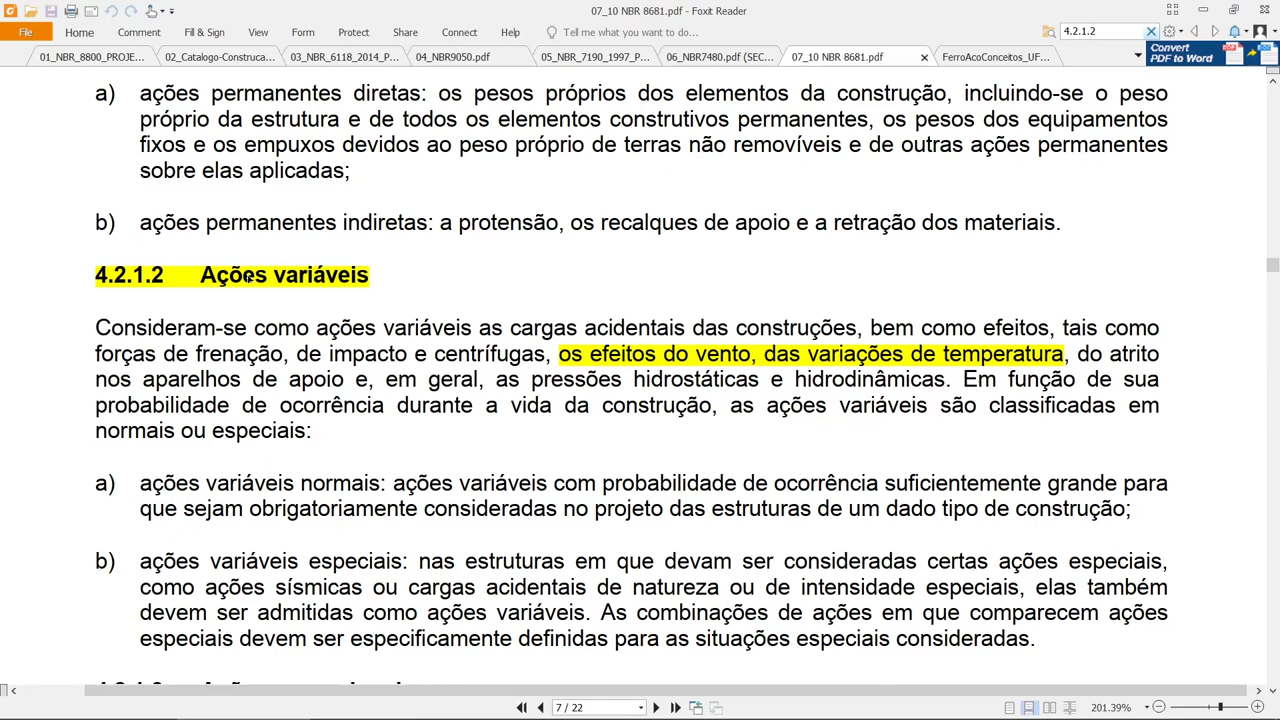 07_10 NBR 8681.pdf - Foxit Reader
File Home Comment Fill & Sign View Form Protect Share Connect Help Tell me what you want to do... 4.2.1.2
01_NBR_8800_PROJE... 02_Catalogo-Construca... 03_NBR_6118_2014_P... 04_NBR9050.pdf 05_NBR_7190_1997_P... 06_NBR7480.pdf (SEC... 07_10 NBR 8681.pdf FerroAcoConceitos_UF... Convert
PDF to Word
a) ações permanentes diretas: os pesos próprios dos elementos da construção, incluindo-se o peso
próprio da estrutura e de todos os elementos construtivos permanentes, os pesos dos equipamentos
fixos e os empuxos devidos ao peso próprio de terras não removíveis e de outras ações permanentes
sobre elas aplicadas;
b) ações permanentes indiretas: a protensão, os recalques de apoio e a retração dos materiais.
4.2.1.2 Ações variáveis
Consideram-se como ações variáveis as cargas acidentais das construções, bem como efeitos, tais como
forças de frenação, de impacto e centrífugas, os efeitos do vento, das variações de temperatura, do atrito
nos aparelhos de apoio e, em geral, as pressões hidrostáticas e hidrodinâmicas. Em função de sua
probabilidade de ocorrência durante a vida da construção, as ações variáveis são classificadas em
normais ou especiais:
a) ações variáveis normais: ações variáveis com probabilidade de ocorrência suficientemente grande para
que sejam obrigatoriamente consideradas no projeto das estruturas de um dado tipo de construção;
b) ações variáveis especiais: nas estruturas em que devam ser consideradas certas ações especiais,
como ações sísmicas ou cargas acidentais de natureza ou de intensidade especiais, elas também
devem ser admitidas como ações variáveis. As combinações de ações em que comparecem ações
especiais devem ser especificamente definidas para as situações especiais consideradas.
7 / 22 201.39%